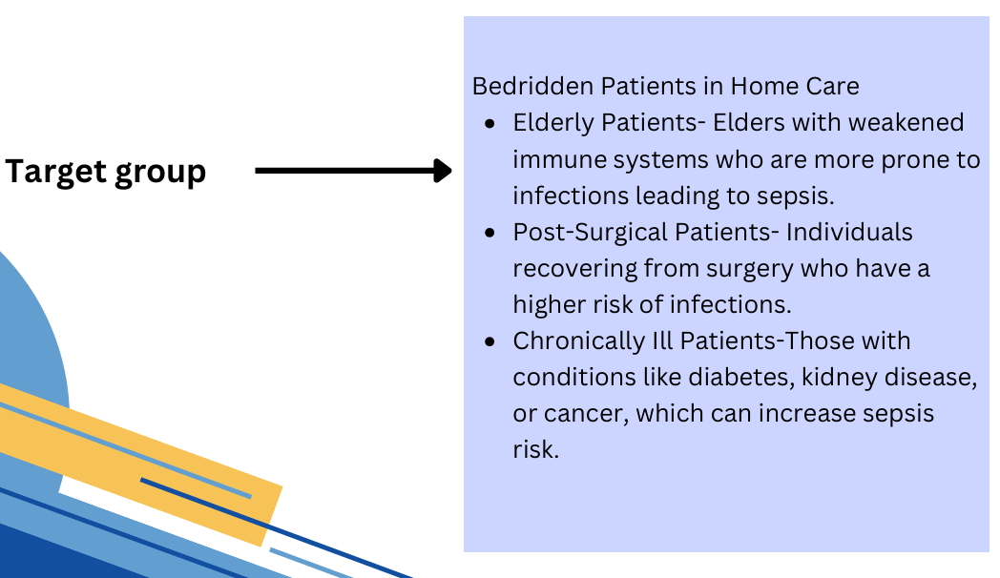 Target group
Bedridden Patients in Home Care
• Elderly Patients- Elders with weakened
immune systems who are more prone to
infections leading to sepsis.
• Post-Surgical Patients- Individuals
recovering from surgery who have a
higher risk of infections.
• Chronically Ill Patients-Those with
conditions like diabetes, kidney disease,
or cancer, which can increase sepsis
risk.